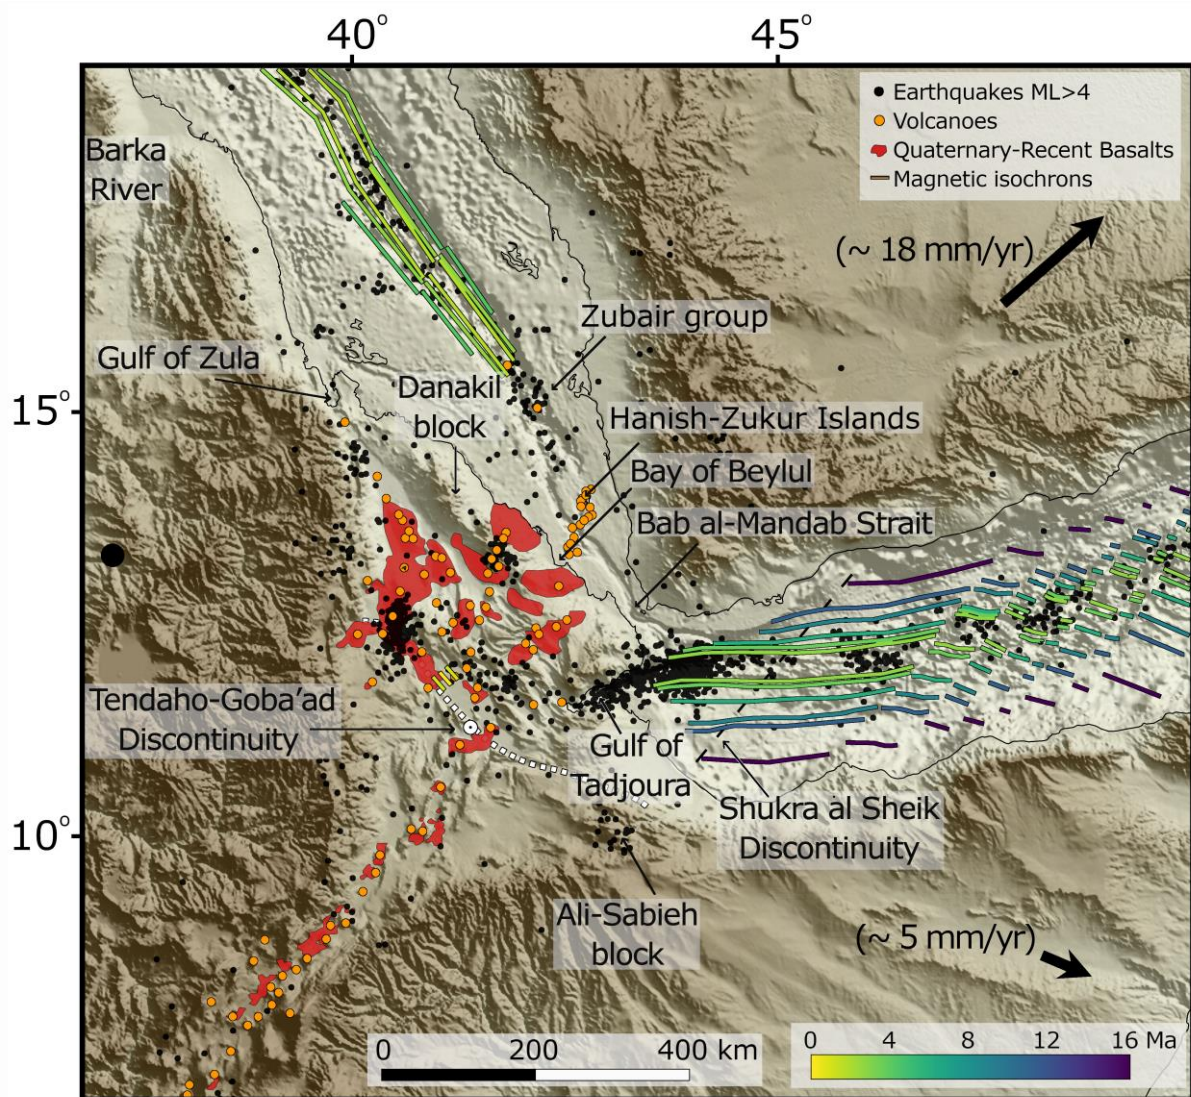 40°
45°
Earthquakes ML>4
Volcanoes
Quaternary-Recent Basalts
Magnetic isochrons
Barka
River
(~ 18 mm/yr)
Zubair group
Gulf of Zula
Danakil
block
15°
Hanish-Zukur Islands
Bay of Beylul
Bab al-Mandab Strait
Tendaho-Goba’ad
Discontinuity
Gulf of
Tadjoura
Shukra al Sheik
Discontinuity
10°
Ali-Sabieh
block
(~ 5 mm/yr)
0 200 400 km
0 4 8 12 16 Ma